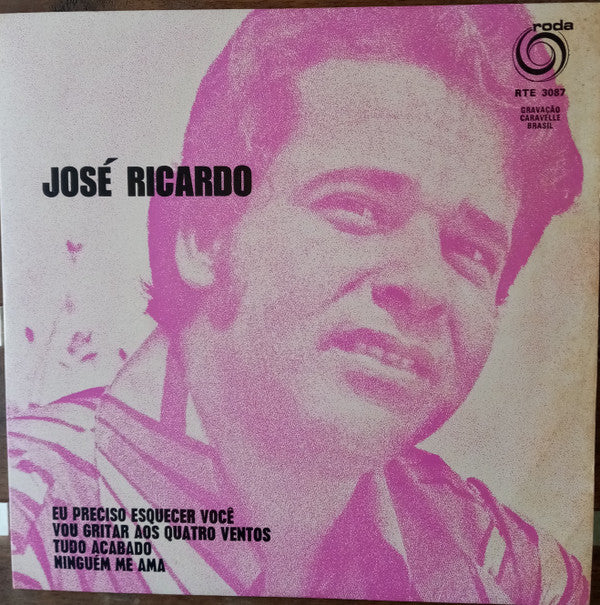 roda
RTE 3087
GRAVAÇÃO
CARAVELLE
BRASIL
JOSÉ RICARDO
EU PRECISO ESQUECER VOCÊ
VOU GRITAR AOS QUATRO VENTOS
TUDO ACABADO
NINGUÉM ME AMA